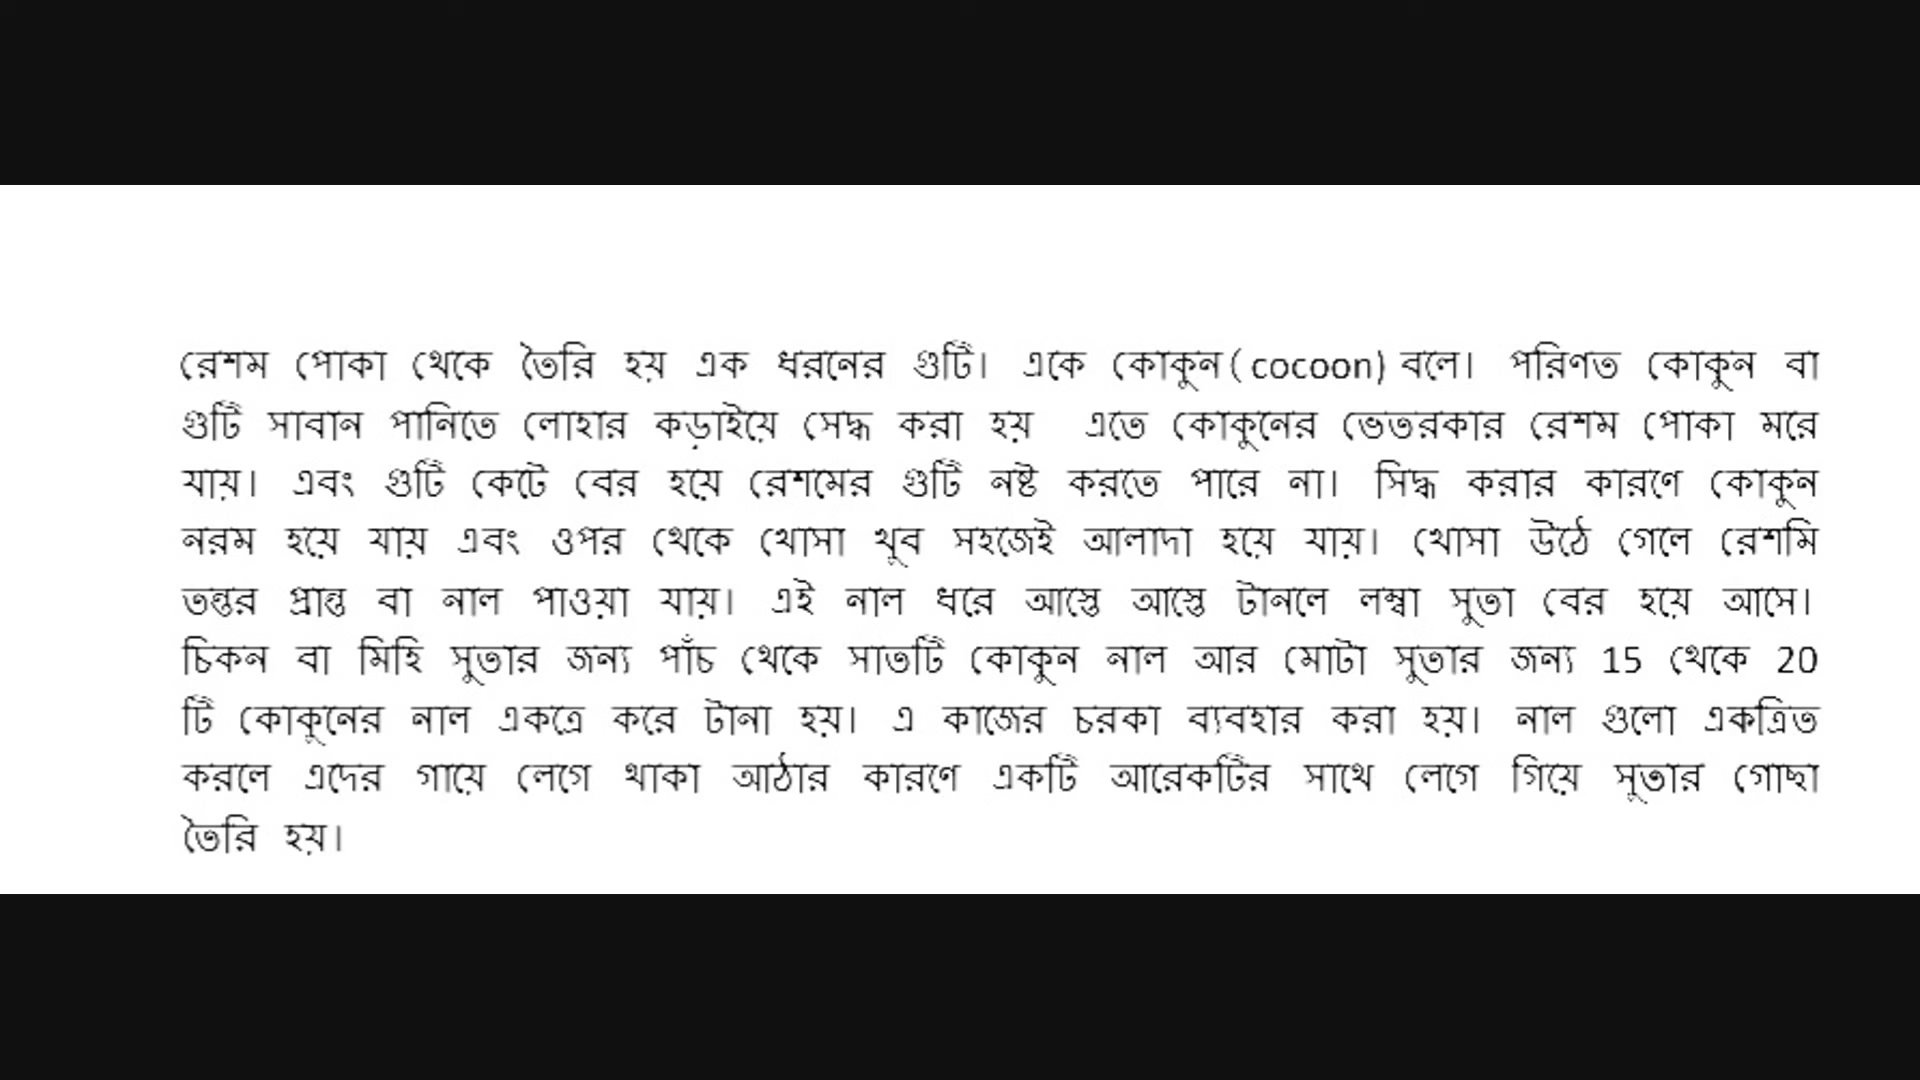 রেশম পোকা থেকে তৈরি হয় এক ধরনের গুটি। একে কোকুন(cocoon) বলে। পরিণত কোকুন বা
গুটি সাবান পানিতে লোহার কড়াইয়ে সেদ্ধ করা হয় এতে কোকুনের ভেতরকার রেশম পোকা মরে
যায়। এবং গুটি কেটে বের হয়ে রেশমের গুটি নষ্ট করতে পারে না। সিদ্ধ করার কারণে কোকুন
নরম হয়ে যায় এবং ওপর থেকে খোসা খুব সহজেই আলাদা হয়ে যায়। খোসা উঠে গেলে রেশমি
তন্তর প্রান্ত বা নাল পাওয়া যায়। এই নাল ধরে আস্তে আস্তে টানলে লম্বা সুতা বের হয়ে আসে।
চিকন বা মিহি সুতার জন্য পাঁচ থেকে সাতটি কোকুন নাল আর মোটা সুতার জন্য 15 থেকে 20
টি কোকুনের নাল একত্রে করে টানা হয়। এ কাজের চরকা ব্যবহার করা হয়। নাল গুলো একত্রিত
করলে এদের গায়ে লেগে থাকা আঠার কারণে একটি আরেকটির সাথে লেগে গিয়ে সুতার গোছা
তৈরি হয়।